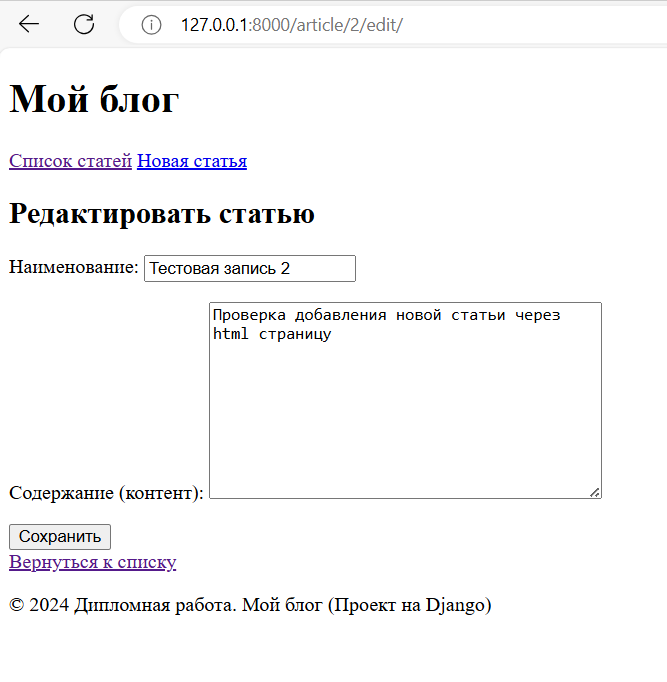 127.0.0.1:8000/article/2/edit/
Мой блог
Список статей Новая статья
Редактировать статью
Наименование: Тестовая запись 2
Проверка добавления новой статьи через
html страницу
Содержание (контент):
Сохранить
Вернуться к списку
© 2024 Дипломная работа. Мой блог (Проект на Django)